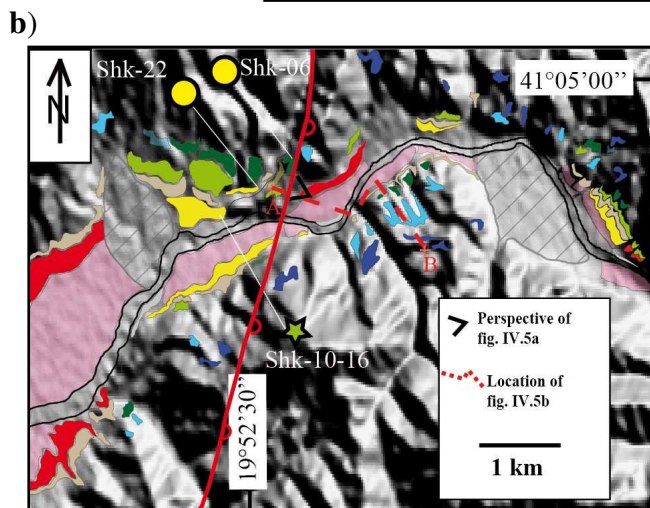 b)
Shk-22
Shk-06
41°05'00''
N
A
B
Shk-10-16
19°52'30''
Perspective of
fig. IV.5a
Location of
fig. IV.5b
1 km